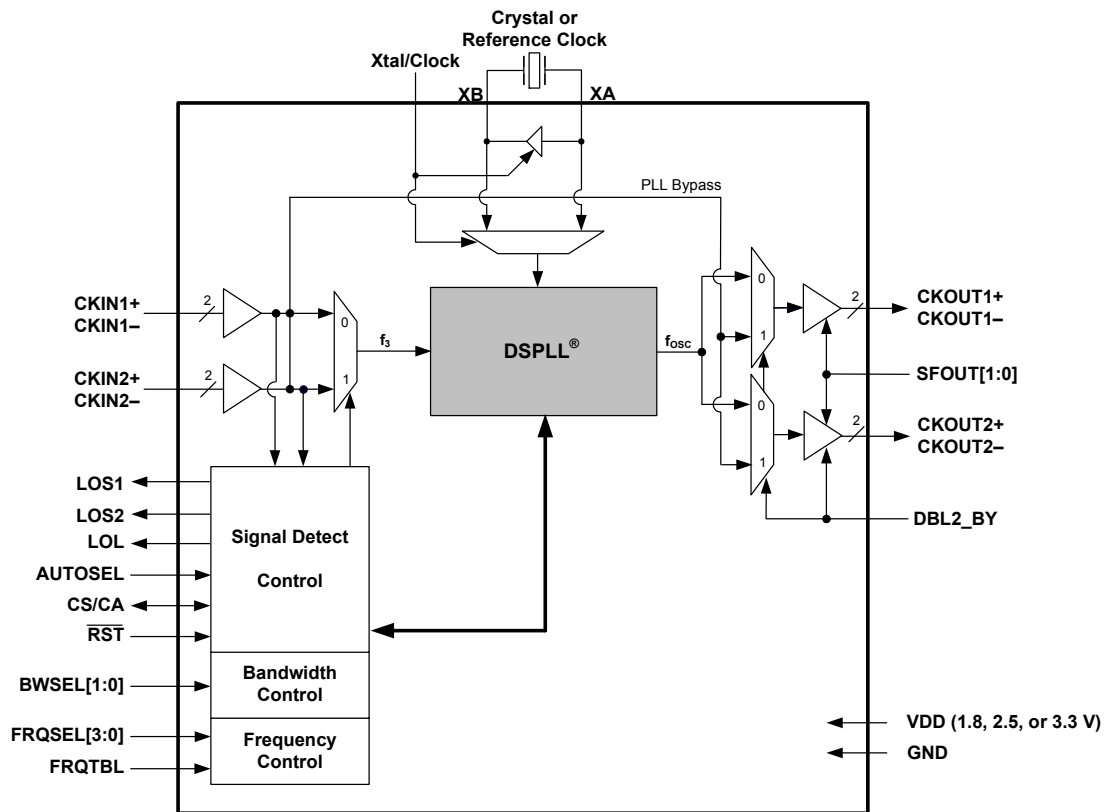 Crystal or
Reference Clock
Xtal/Clock
XB
XA
PLL Bypass
CKIN1+
CKIN1–
2
0
CKIN2+
CKIN2–
2
1
f3
DSPLL®
fOSC
0
1
2
CKOUT1+
CKOUT1–
SFOUT[1:0]
0
1
2
CKOUT2+
CKOUT2–
DBL2_BY
LOS1
LOS2
LOL
AUTOSEL
CS/CA
RST
Signal Detect
Control
BWSEL[1:0]
Bandwidth
Control
FRQSEL[3:0]
FRQTBL
Frequency
Control
VDD (1.8, 2.5, or 3.3 V)
GND